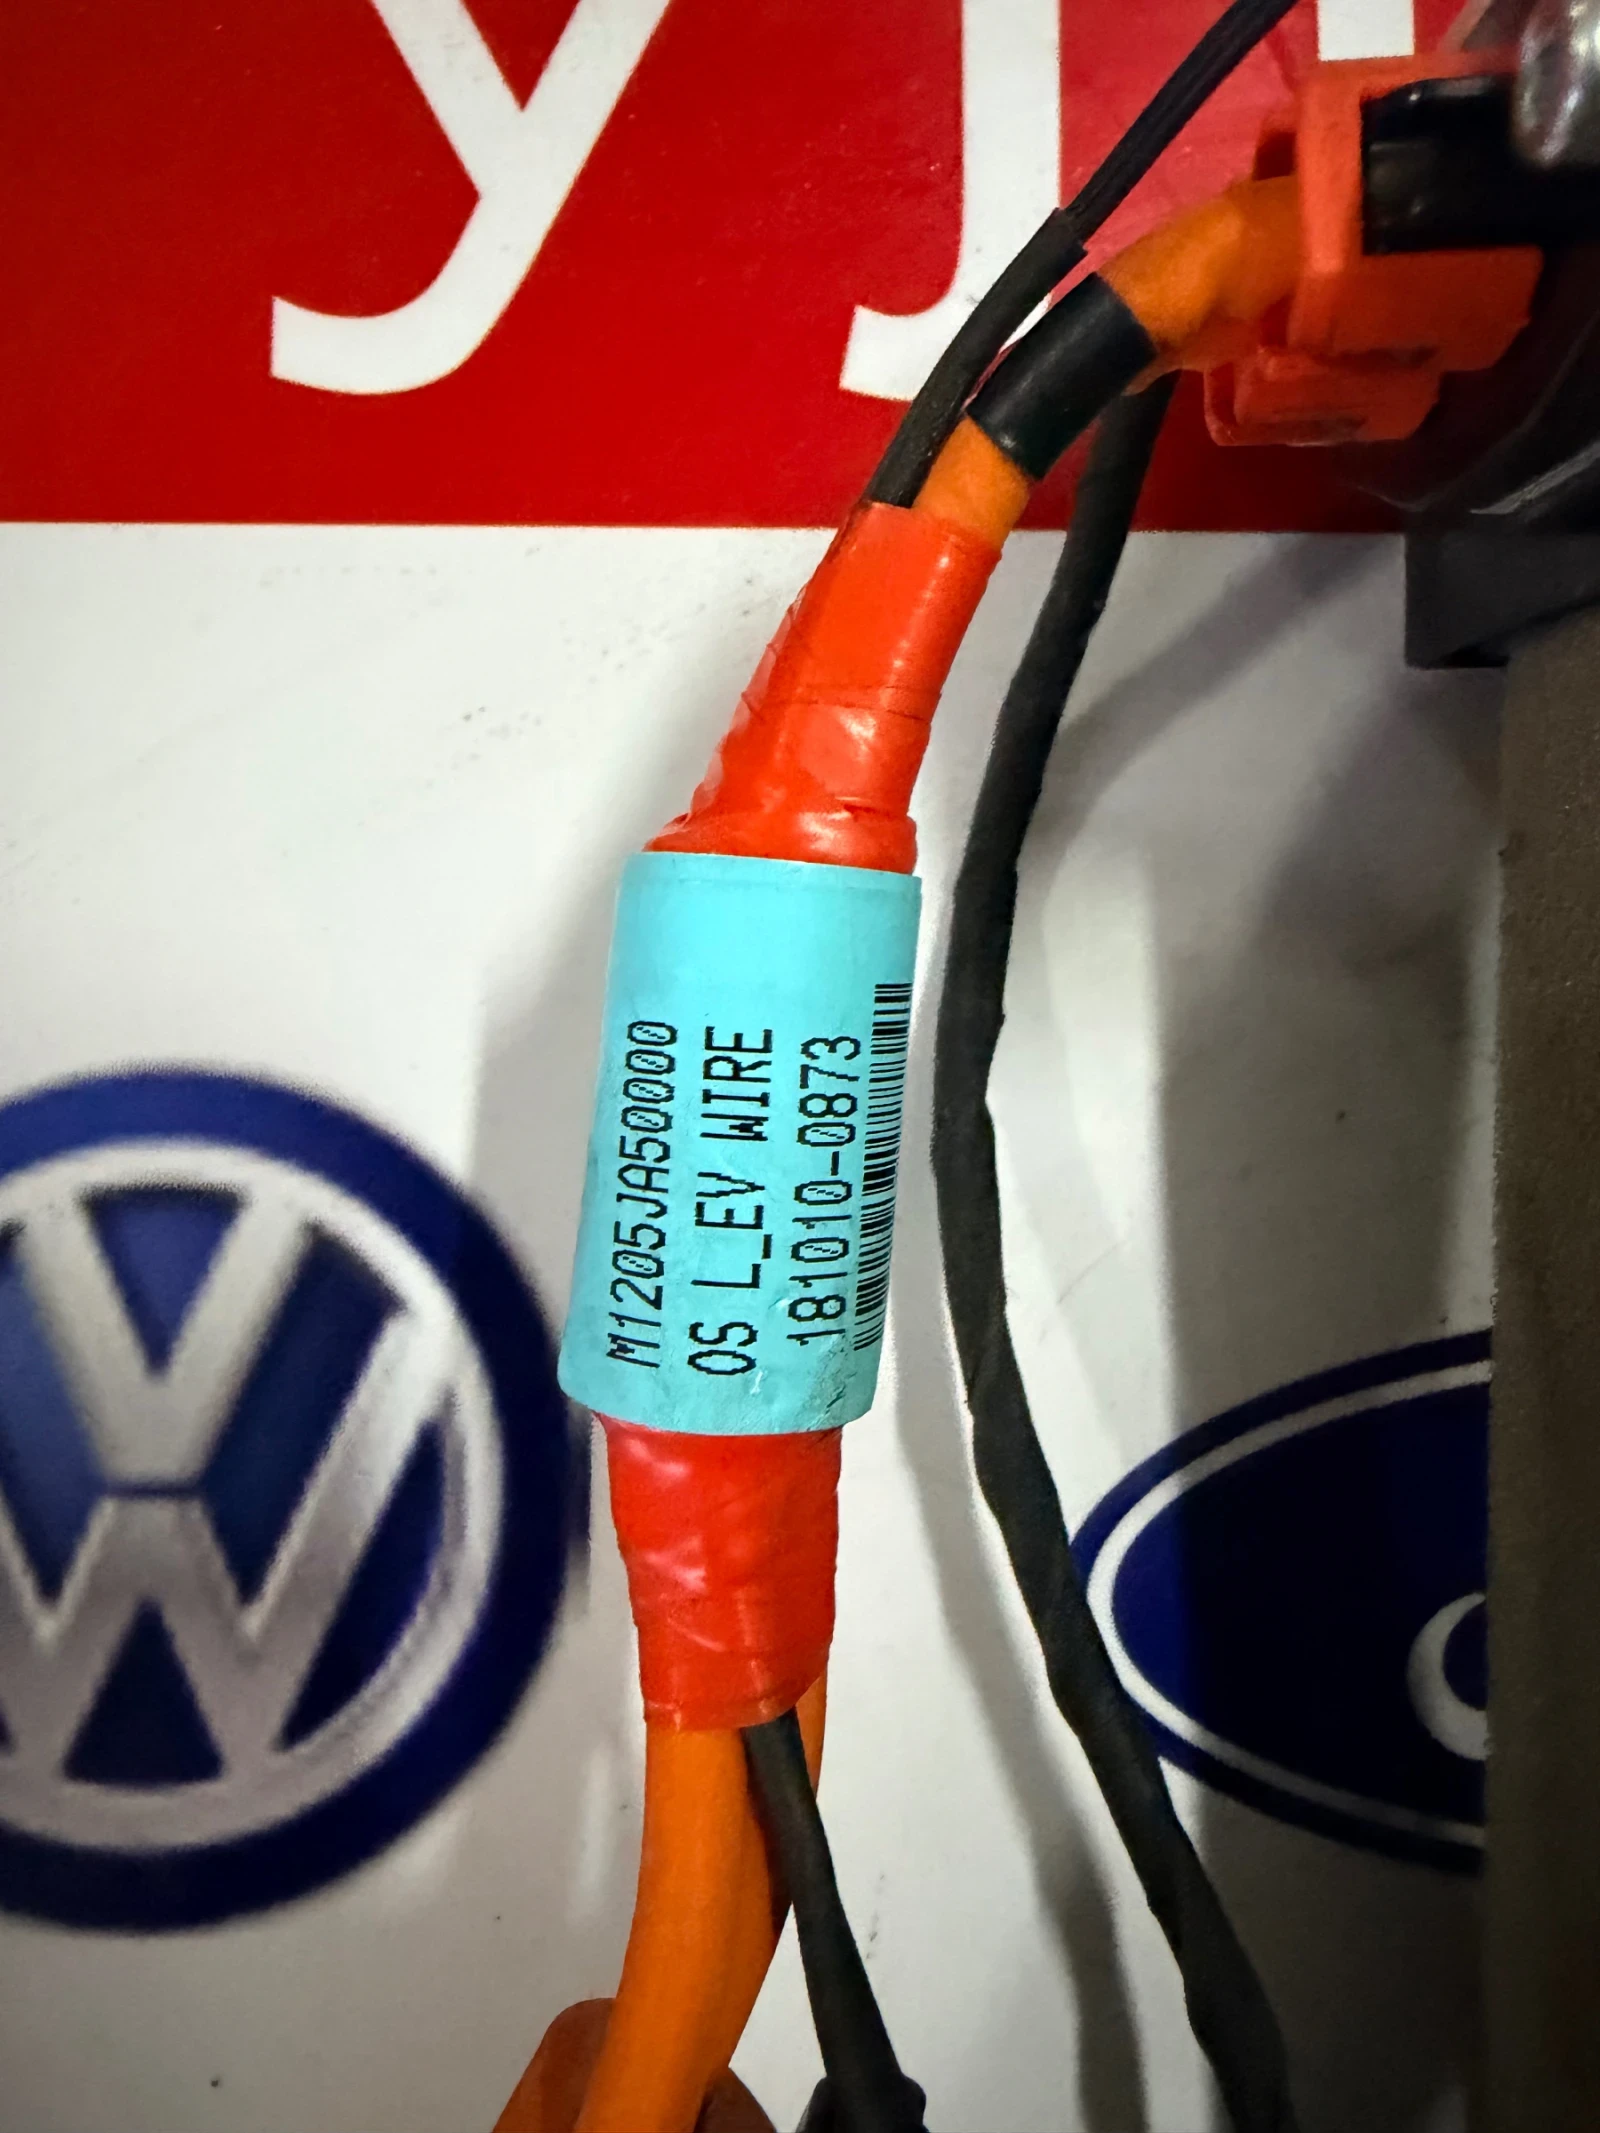 y j
M1205JA50000
OS L_EV WIRE
181010-0873